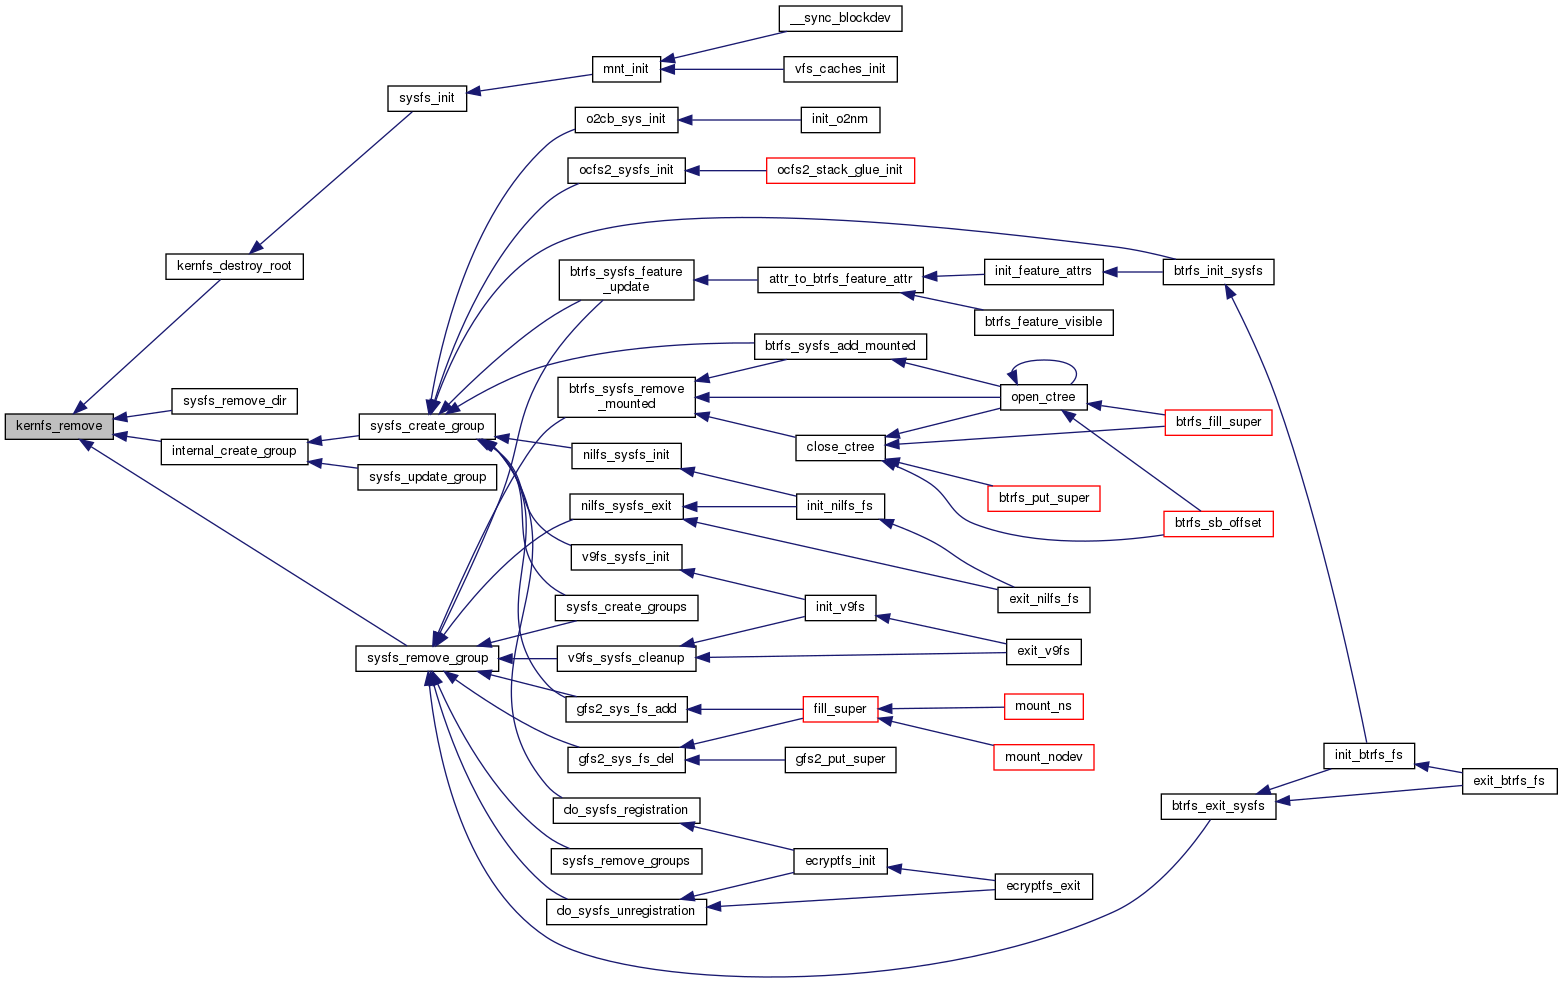 __sync_blockdev
mnt_init
vfs_caches_init
sysfs_init
o2cb_sys_init
init_o2nm
ocfs2_sysfs_init
ocfs2_stack_glue_init
kernfs_destroy_root
btrfs_sysfs_feature
_update
attr_to_btrfs_feature_attr
init_feature_attrs
btrfs_init_sysfs
btrfs_feature_visible
btrfs_sysfs_add_mounted
btrfs_sysfs_remove
_mounted
open_ctree
sysfs_remove_dir
kernfs_remove
sysfs_create_group
btrfs_fill_super
internal_create_group
close_ctree
nilfs_sysfs_init
sysfs_update_group
btrfs_put_super
nilfs_sysfs_exit
init_nilfs_fs
btrfs_sb_offset
v9fs_sysfs_init
exit_nilfs_fs
sysfs_create_groups
init_v9fs
exit_v9fs
sysfs_remove_group
v9fs_sysfs_cleanup
gfs2_sys_fs_add
fill_super
mount_ns
gfs2_sys_fs_del
gfs2_put_super
mount_nodev
init_btrfs_fs
exit_btrfs_fs
do_sysfs_registration
btrfs_exit_sysfs
sysfs_remove_groups
ecryptfs_init
ecryptfs_exit
do_sysfs_unregistration